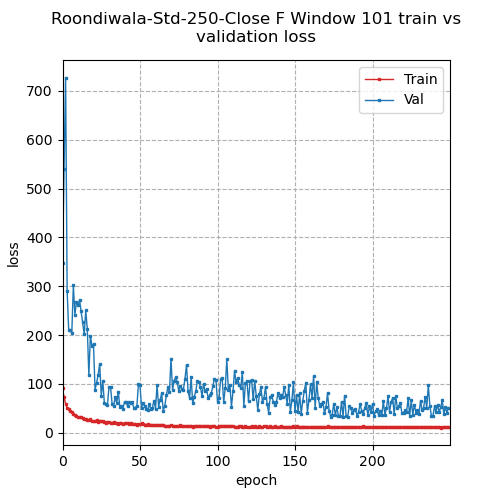 Roondiwala-Std-250-Close F Window 101 train vs
validation loss
Train
Val
700
600
500
400
300
200
100
0
loss
0 50 100 150 200
epoch